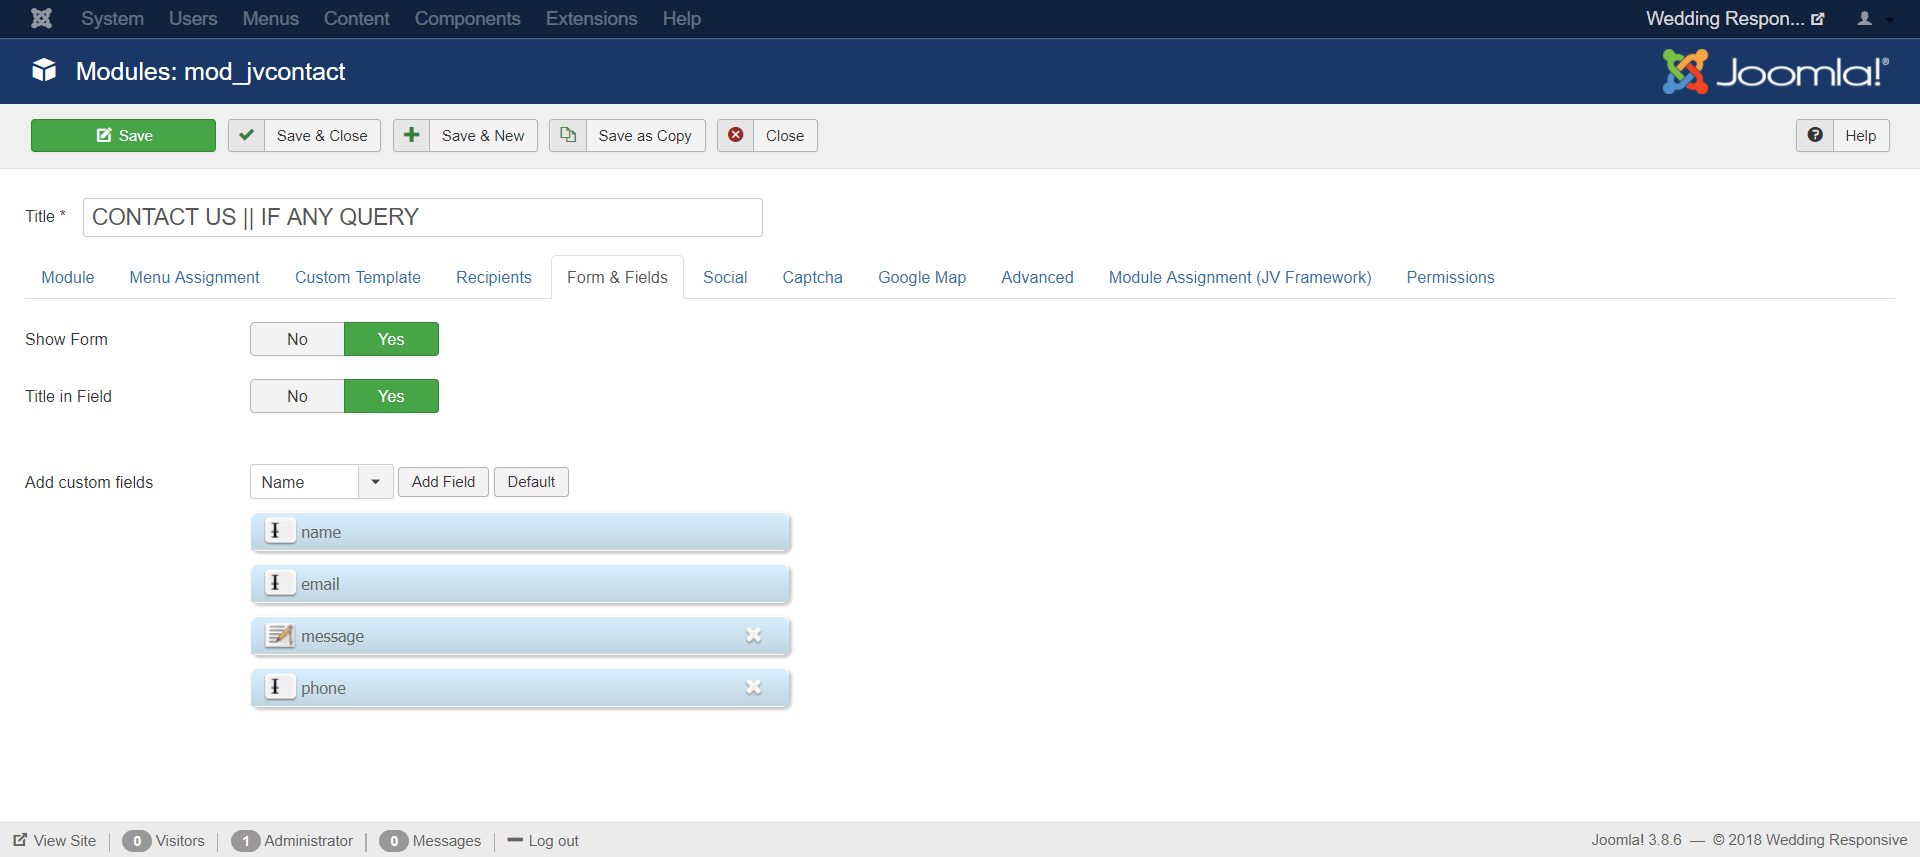 System Users Menus Content Components Extensions Help Wedding Respon...
Modules: mod_jvcontact Joomla!®
Save Save & Close Save & New Save as Copy Close Help
Title * CONTACT US || IF ANY QUERY
Module Menu Assignment Custom Template Recipients Form & Fields Social Captcha Google Map Advanced Module Assignment (JV Framework) Permissions
Show Form No Yes
Title in Field No Yes
Add custom fields Name Add Field Default
name
email
message
phone
View Site 0 Visitors 1 Administrator 0 Messages Log out Joomla! 3.8.6 — © 2018 Wedding Responsive